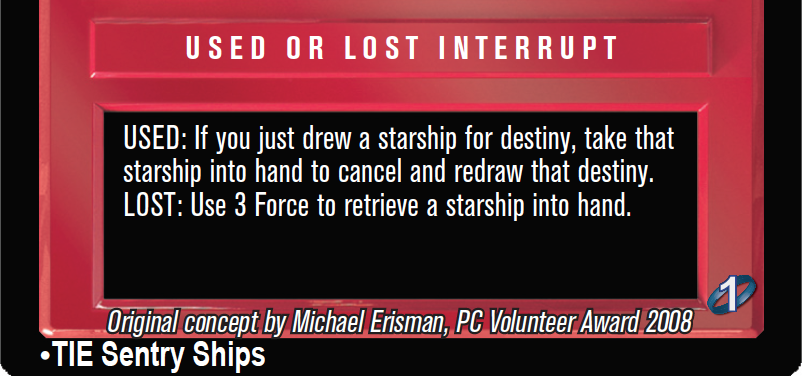 USED OR LOST INTERRUPT
USED: If you just drew a starship for destiny, take that
starship into hand to cancel and redraw that destiny.
LOST: Use 3 Force to retrieve a starship into hand.
1
Original concept by Michael Erisman, PC Volunteer Award 2008
•TIE Sentry Ships